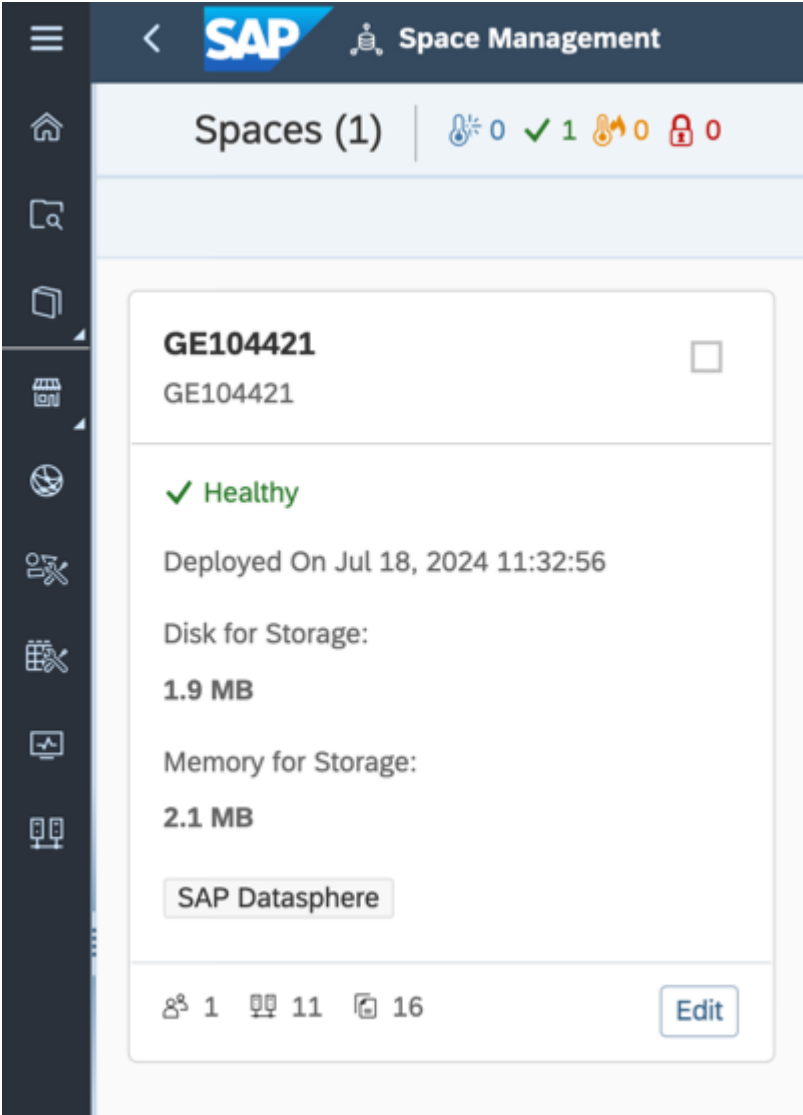 SAP Space Management
Spaces (1) 0 1 0 0
GE104421
GE104421
Healthy
Deployed On Jul 18, 2024 11:32:56
Disk for Storage:
1.9 MB
Memory for Storage:
2.1 MB
SAP Datasphere
1 11 16 Edit